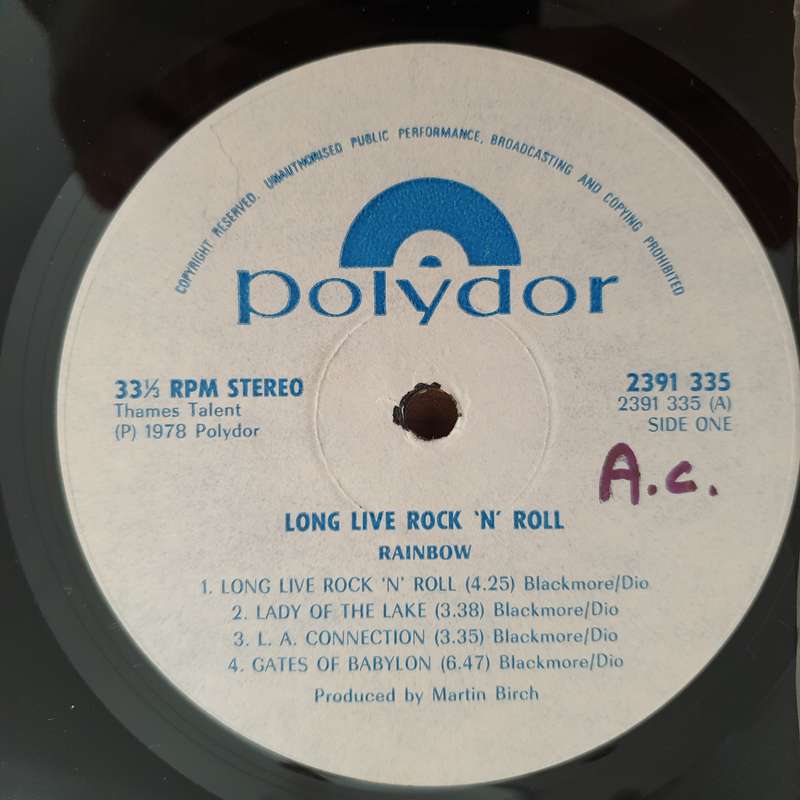 COPYRIGHT RESERVED. UNAUTHORISED PUBLIC PERFORMANCE, BROADCASTING AND COPYING PROHIBITED
polydor
33⅓ RPM STEREO
Thames Talent
(P) 1978 Polydor
2391 335
2391 335 (A)
SIDE ONE
A.C.
LONG LIVE ROCK 'N' ROLL
RAINBOW
1. LONG LIVE ROCK 'N' ROLL (4.25) Blackmore/Dio
2. LADY OF THE LAKE (3.38) Blackmore/Dio
3. L. A. CONNECTION (3.35) Blackmore/Dio
4. GATES OF BABYLON (6.47) Blackmore/Dio
Produced by Martin Birch